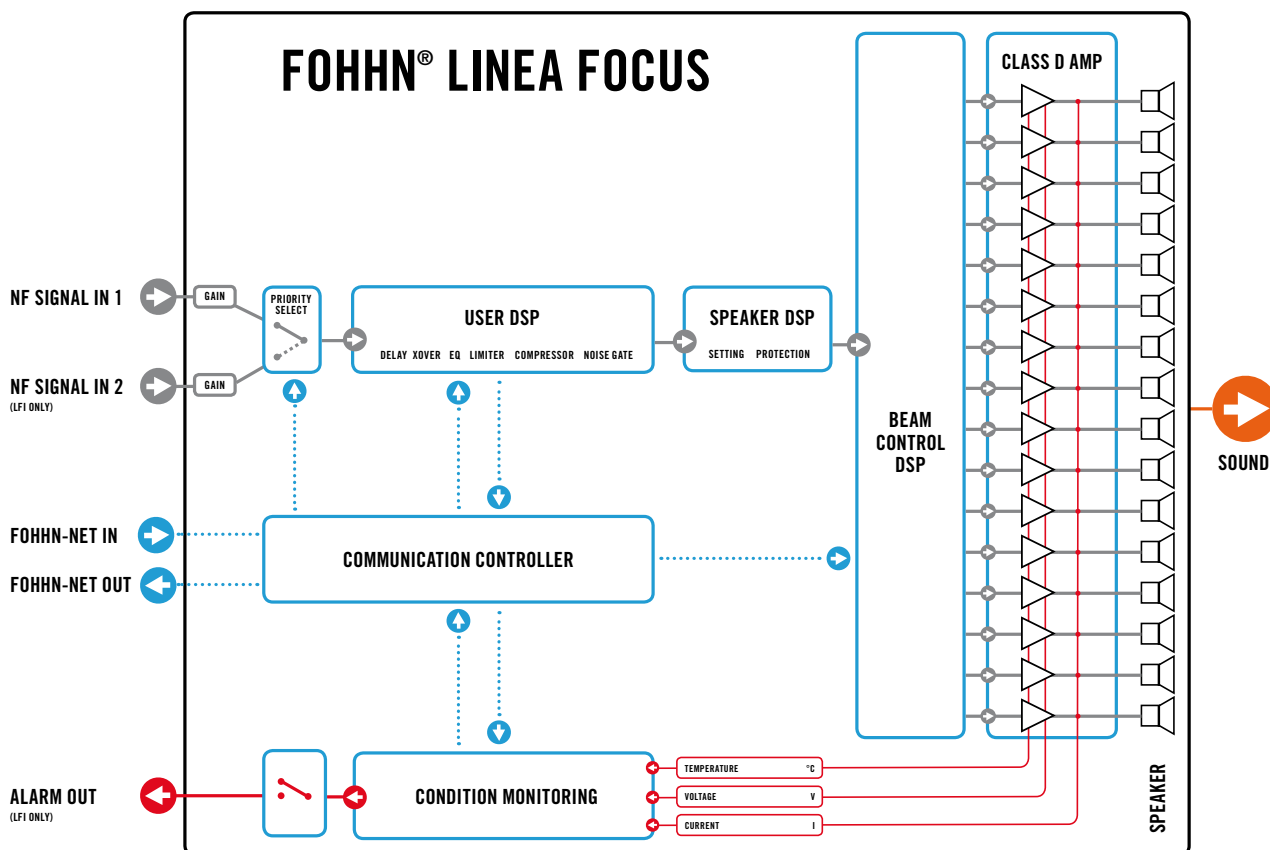 FOHHN® LINEA FOCUS
CLASS D AMP
NF SIGNAL IN 1
GAIN
PRIORITY
SELECT
USER DSP
DELAY XOVER EQ LIMITER COMPRESSOR NOISE GATE
SPEAKER DSP
SETTING PROTECTION
NF SIGNAL IN 2
(LFI ONLY)
GAIN
BEAM
CONTROL
DSP
SOUND
FOHHN-NET IN
FOHHN-NET OUT
COMMUNICATION CONTROLLER
ALARM OUT
(LFI ONLY)
CONDITION MONITORING
TEMPERATURE °C
VOLTAGE V
CURRENT I
SPEAKER